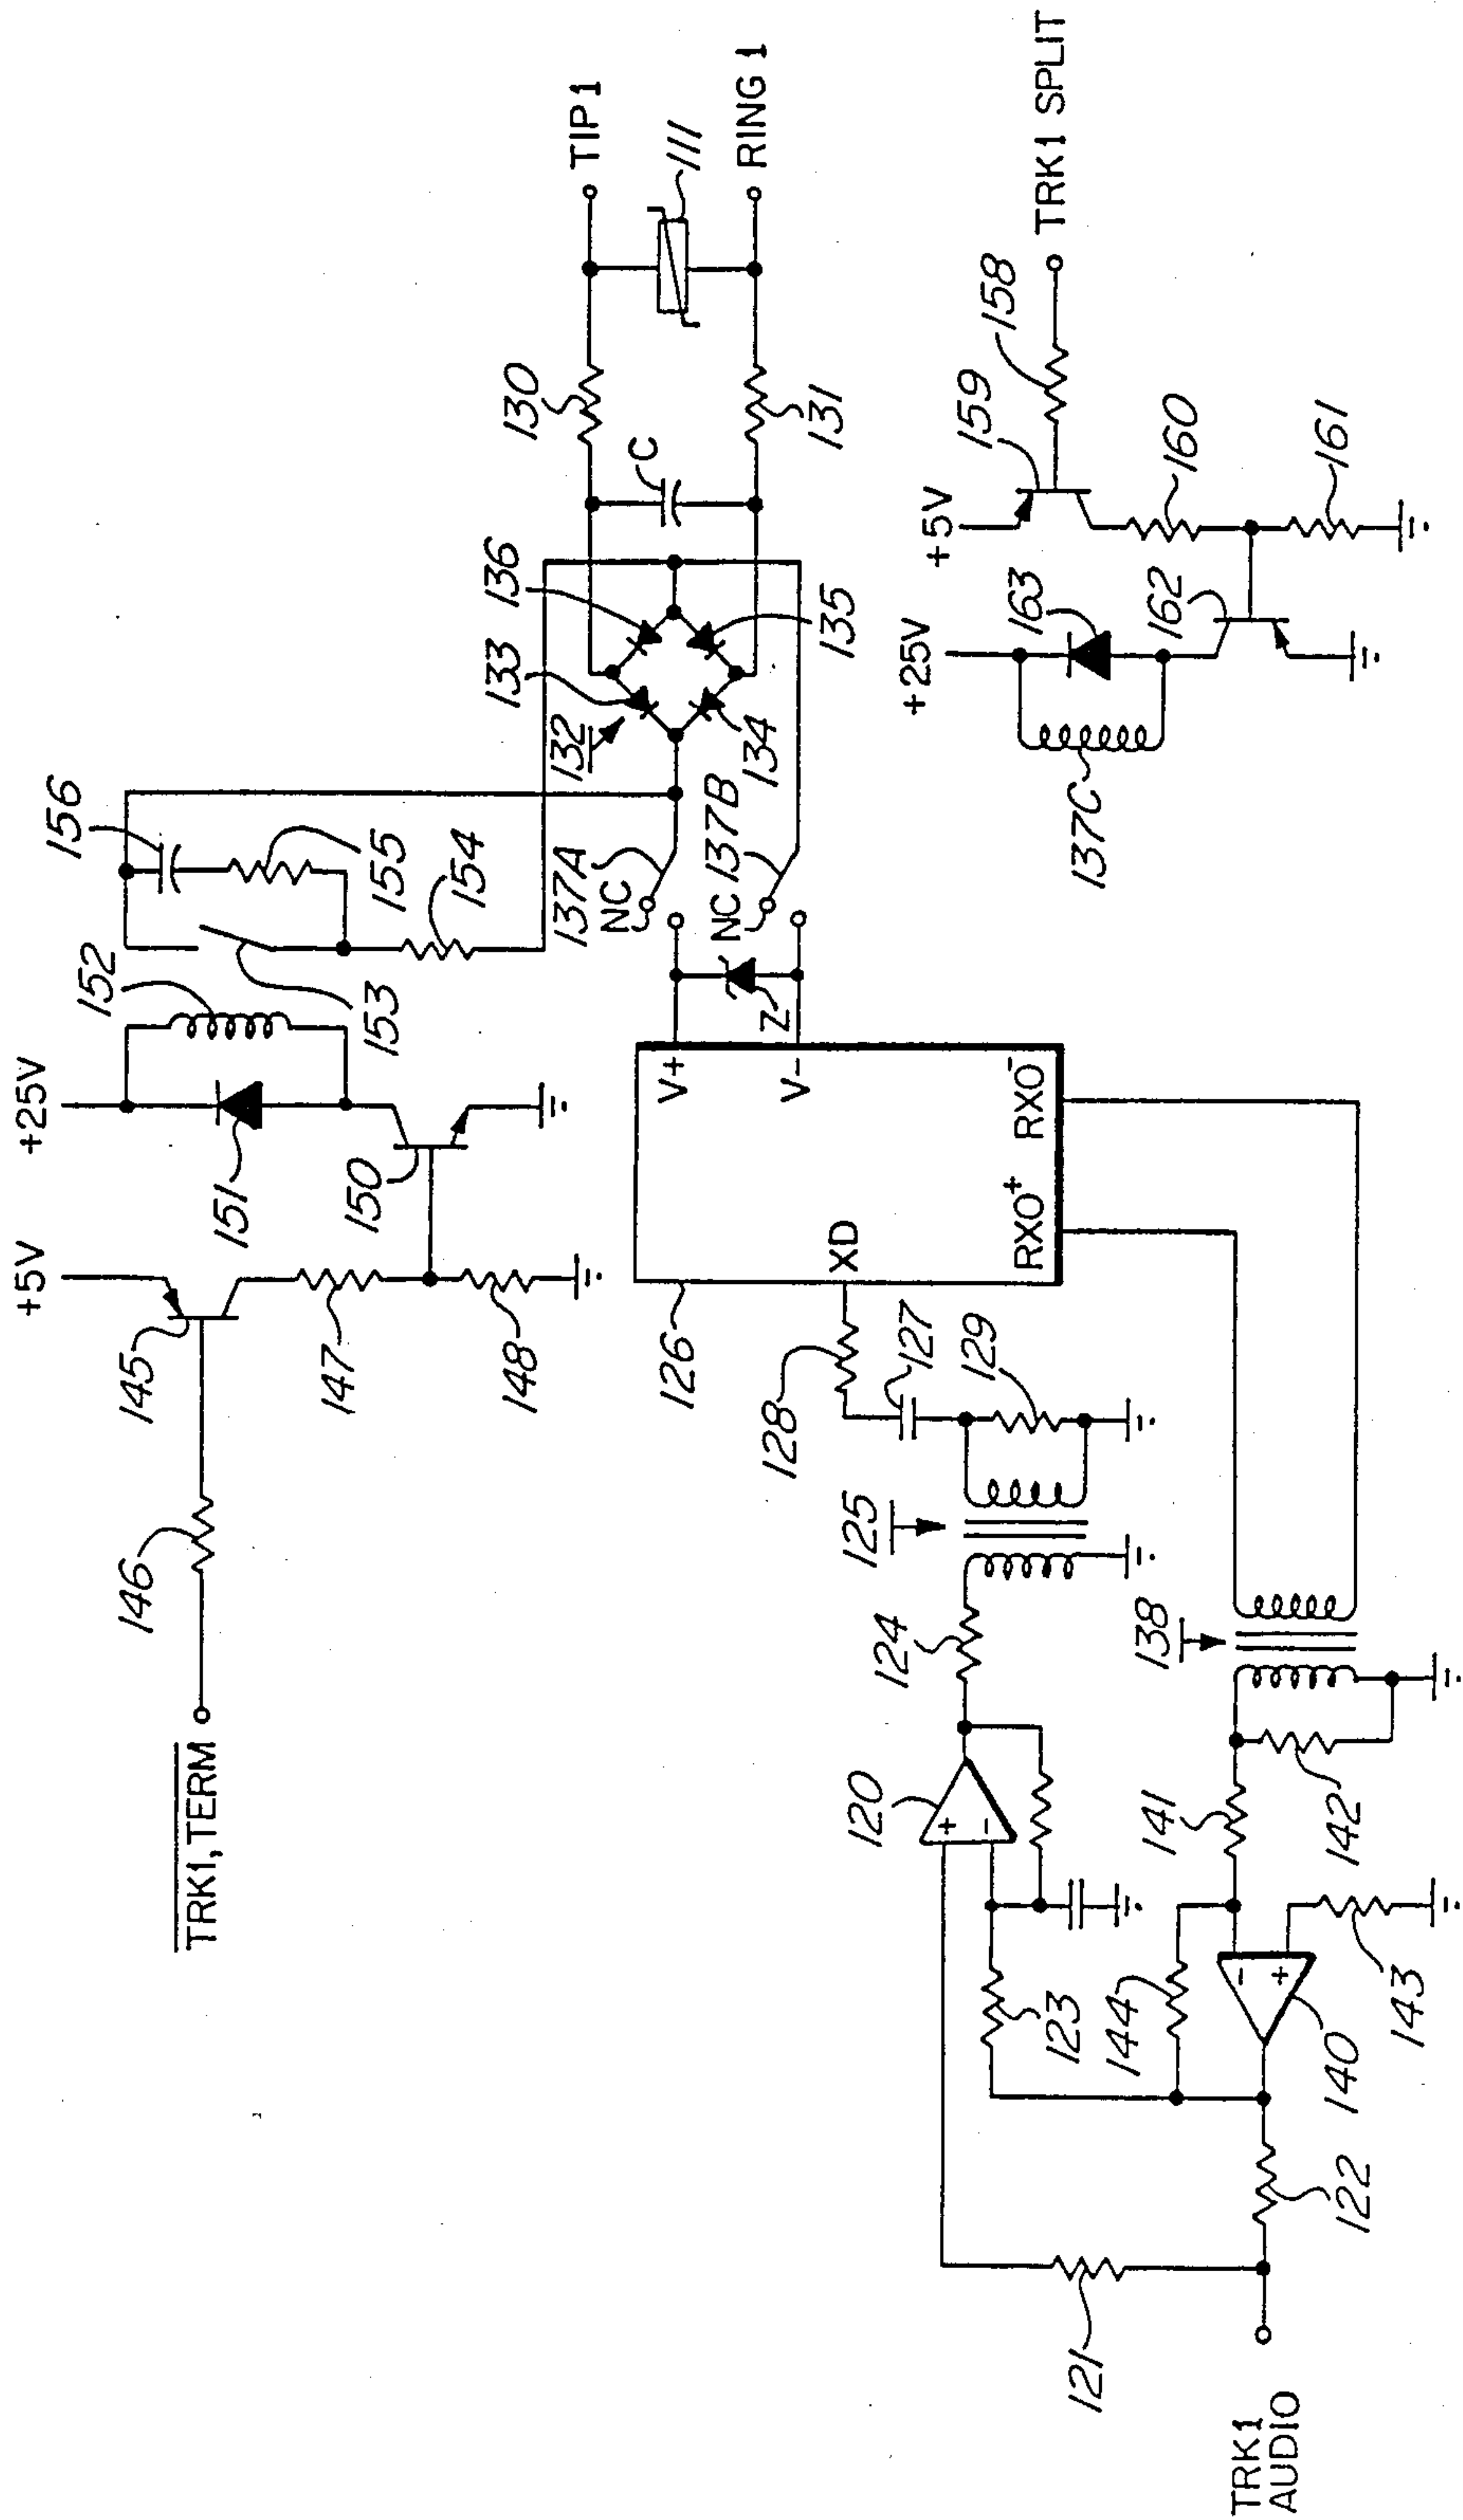 TRK1,TERM
146
145
+5V
147
148
+25V
151
150
152
153
156
155
154
137A
NC
NC
137B
132
133
134
136
135
C
130
131
111
TIP 1
RING 1
126
V+
V-
XD
RXO+
RXO-
Z
128
127
129
125
124
120
+
-
123
121
122
TRK1
AUDIO
140
-
+
144
143
141
142
138
+25V
163
137C
162
+5V
159
158
160
161
TRK1 SPLIT